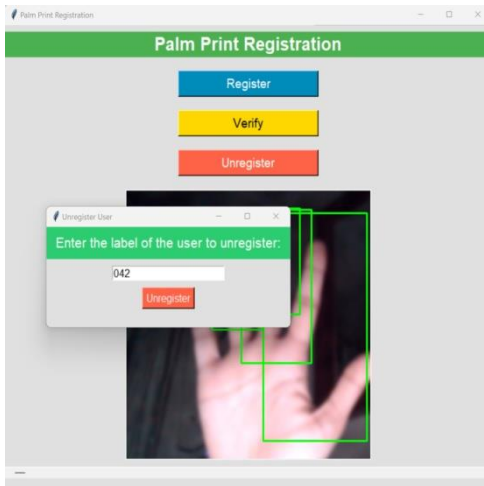 Palm Print Registration
Palm Print Registration
Register
Verify
Unregister
Unregister User
Enter the label of the user to unregister:
042
Unregister